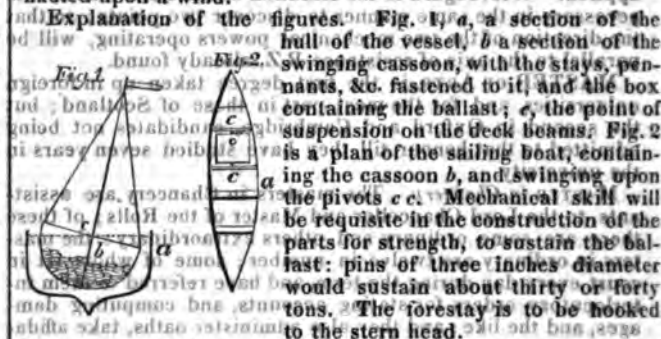 Explanation of the figures. Fig. 1, a, a section of the
hull of the vessel, b a section of the
Fig. 1. Fig. 2. swinging cassoon, with the stays, pen-
nants, &c. fastened to it, and the box
containing the ballast; c, the point of
suspension on the deck beams. Fig. 2
is a plan of the sailing boat, contain-
ing the cassoon b, and swinging upon
the pivots c c. Mechanical skill will
be requisite in the construction of the
parts for strength, to sustain the bal-
last: pins of three inches diameter
would sustain about thirty or forty
tons. The forestay is to be hooked
to the stern head.
c
c
a
c
b
a